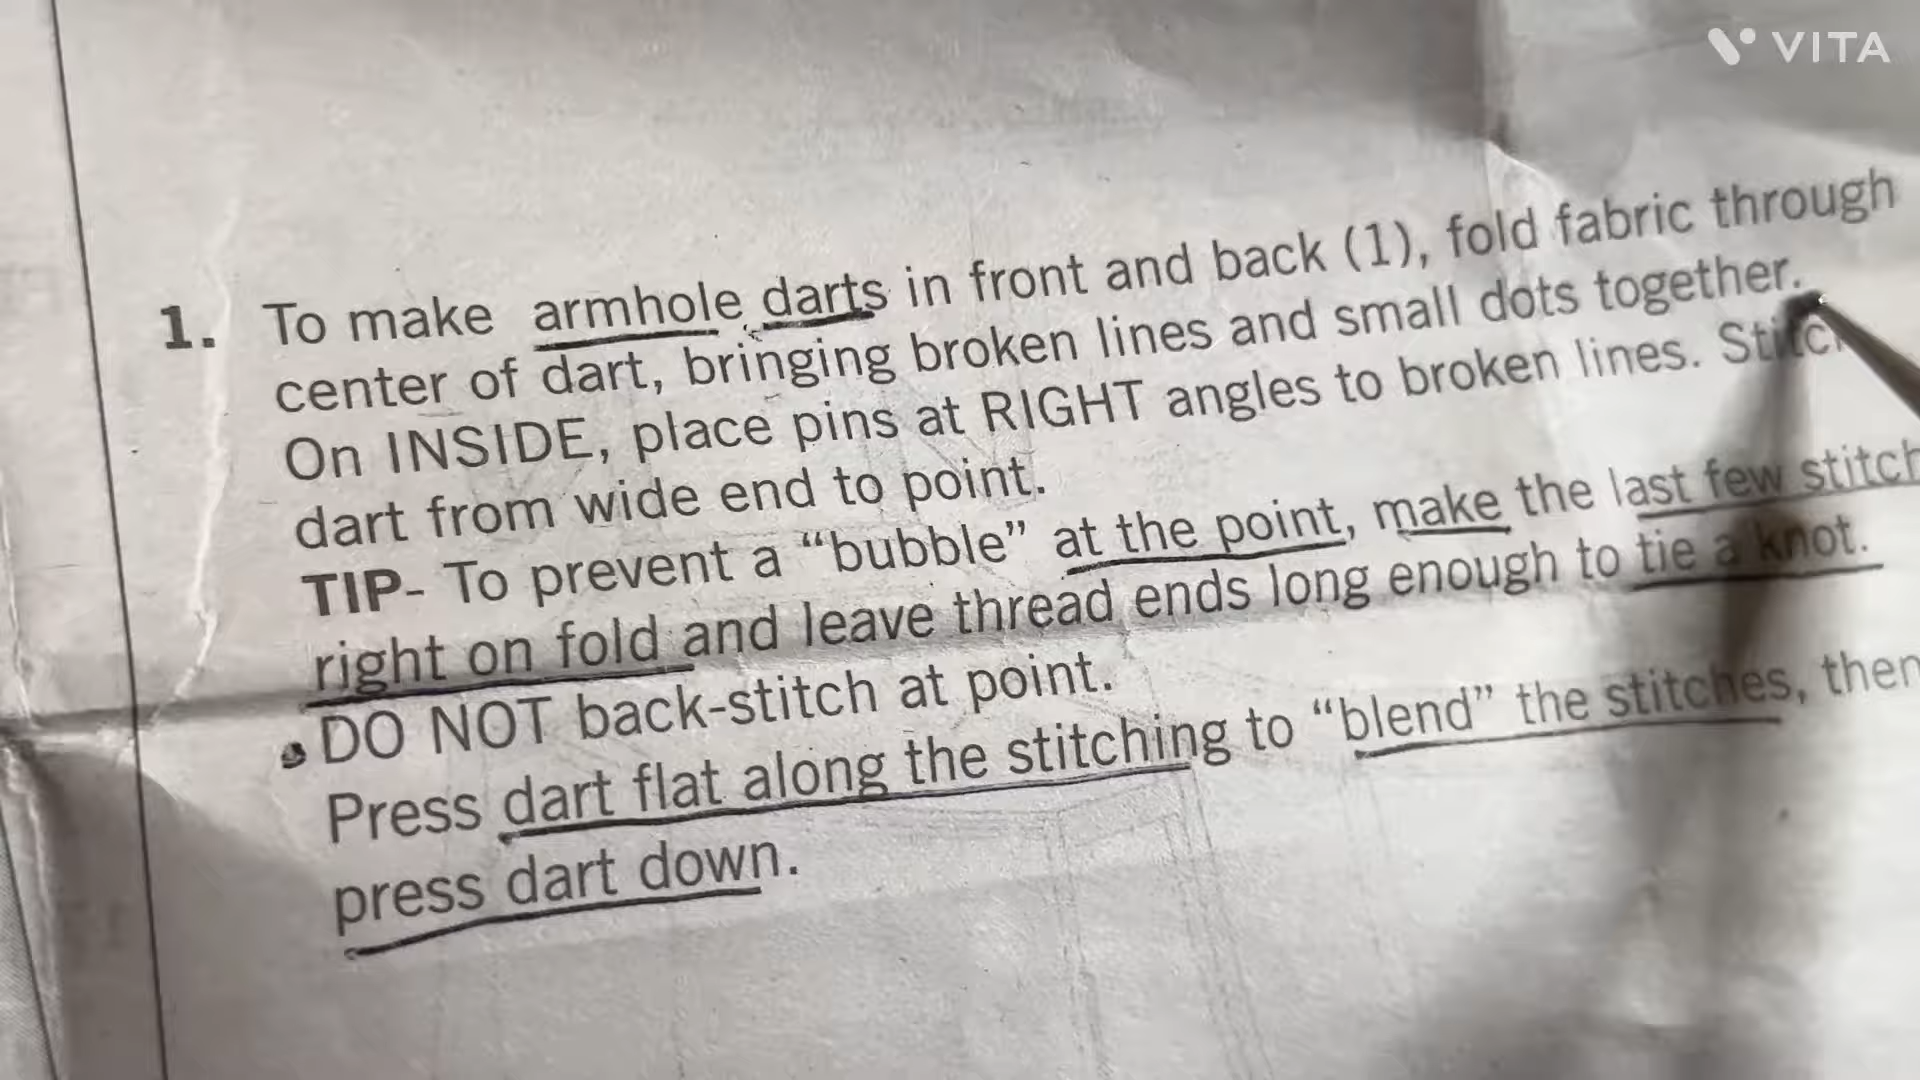 VITA
1. To make armhole darts in front and back (1), fold fabric through
center of dart, bringing broken lines and small dots together.
On INSIDE, place pins at RIGHT angles to broken lines.
dart from wide end to point.
TIP- To prevent a “bubble” at the point, make the last few
right on fold and leave thread ends long enough to tie a knot.
DO NOT back-stitch at point.
Press dart flat along the stitching to “blend” the stitches, then
press dart down.